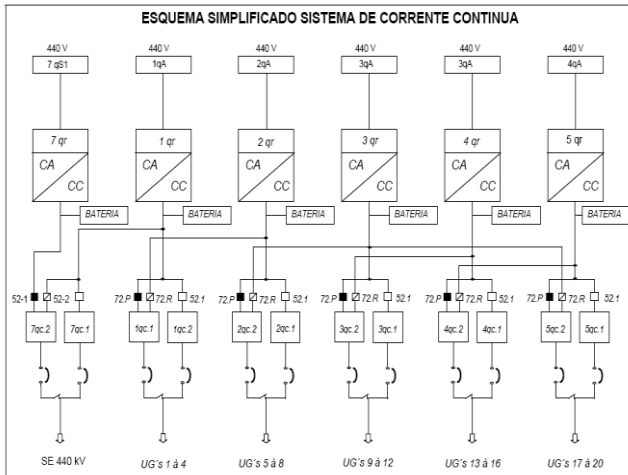 ESQUEMA SIMPLIFICADO SISTEMA DE CORRENTE CONTINUA
440 V 440 V 440 V 440 V 440 V 440 V
7 qS1 1qA 2qA 3qA 3qA 4qA
7 qr 1 qr 2 qr 3 qr 4 qr 5 qr
CA CA CA CA CA CA
CC CC CC CC CC CC
BATERIA BATERIA BATERIA BATERIA BATERIA BATERIA
52-1 52-2 72.P 72.R 52.1 72.P 72.R 52.1 72.P 72.R 52.1 72.P 72.R 52.1 72.P 72.R 52.1
7qc.2 7qc.1 1qc.1 1qc.2 2qc.2 2qc.1 3qc.2 3qc.1 4qc.2 4qc.1 5qc.2 5qc.1
SE 440 kV UG's 1 à 4 UG's 5 à 8 UG's 9 à 12 UG's 13 à 16 UG's 17 à 20